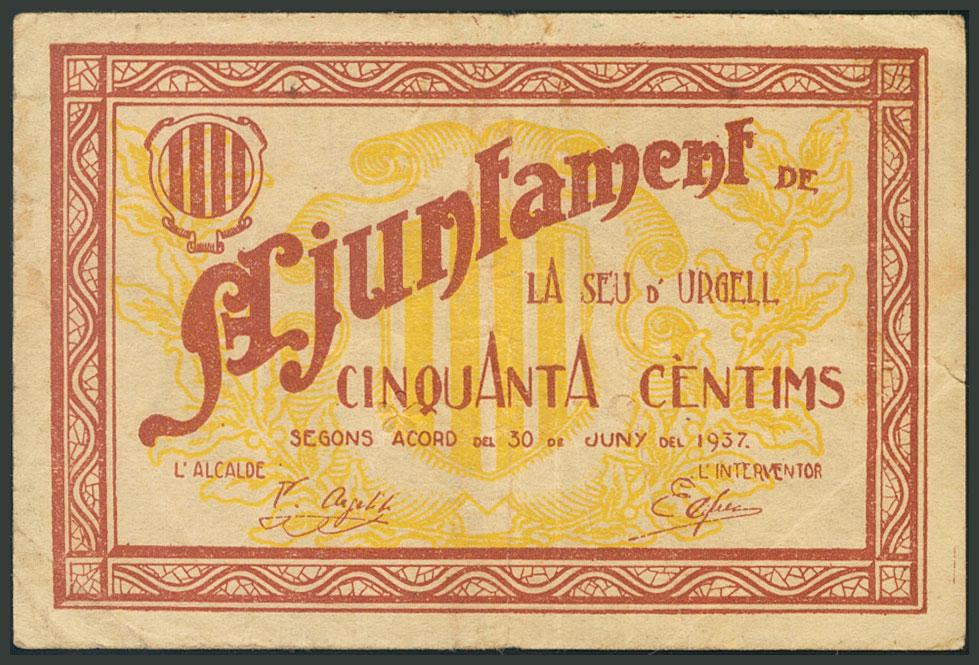 Ajuntament DE
LA SEU D' URGELL
CINQUANTA CÈNTIMS
SEGONS ACORD DEL 30 DE JUNY DEL 1937.
L'ALCALDE L'INTERVENTOR